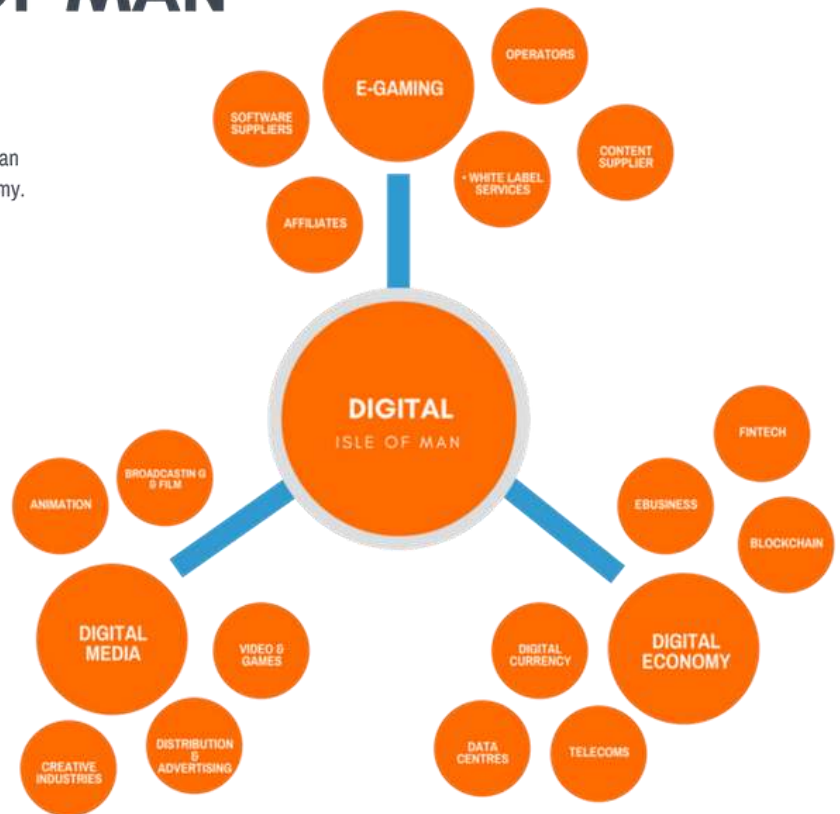 OF MAN
an
my.
E-GAMING
OPERATORS
SOFTWARE
SUPPLIERS
CONTENT
SUPPLIER
• WHITE LABEL
SERVICES
AFFILIATES
DIGITAL
ISLE OF MAN
BROADCASTIN G
& FILM
ANIMATION
DIGITAL
MEDIA
VIDEO &
GAMES
DISTRIBUTION
&
ADVERTISING
CREATIVE
INDUSTRIES
FINTECH
EBUSINESS
BLOCKCHAIN
DIGITAL
CURRENCY
DIGITAL
ECONOMY
DATA
CENTRES
TELECOMS